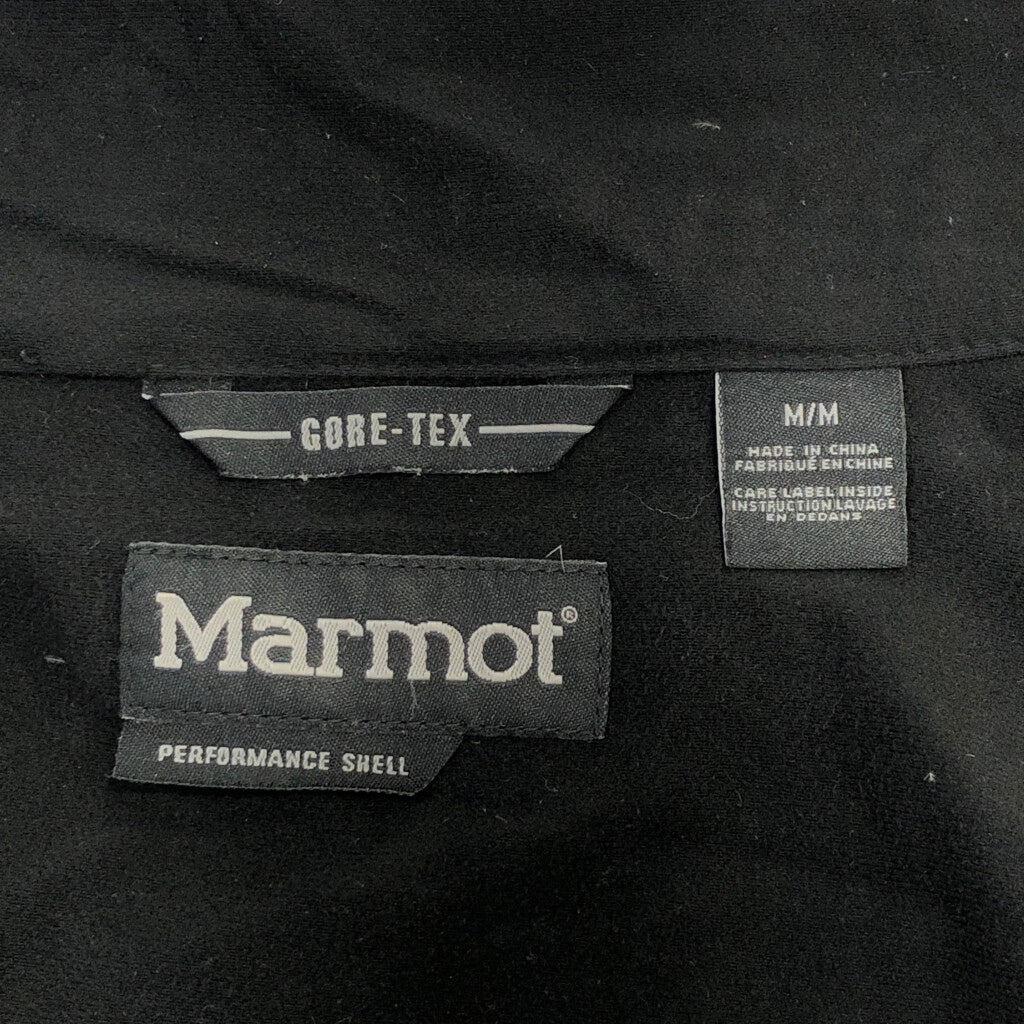 GORE-TEX
M/M
MADE IN CHINA
FABRIQUÉ EN CHINE
CARE LABEL INSIDE
INSTRUCTION LAVAGE
EN DEDANS
Marmot®
PERFORMANCE SHELL